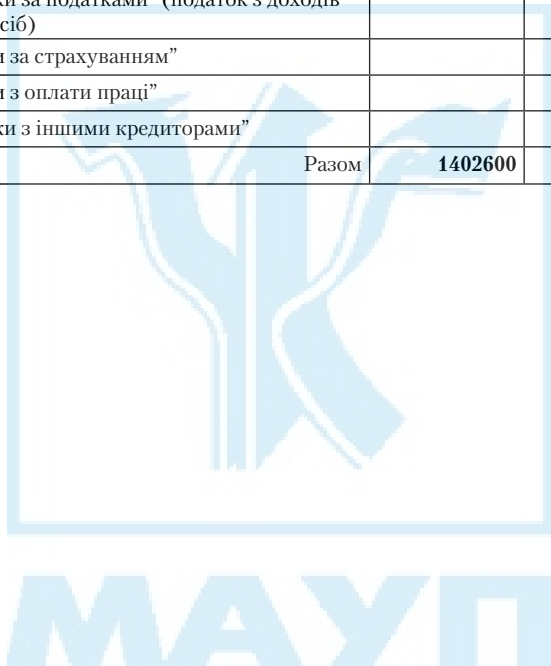 ки за податками” (податок з доходів
сіб)
и за страхуванням”
и з оплати праці”
ки з іншими кредиторами”
Разом 1402600
МАУП